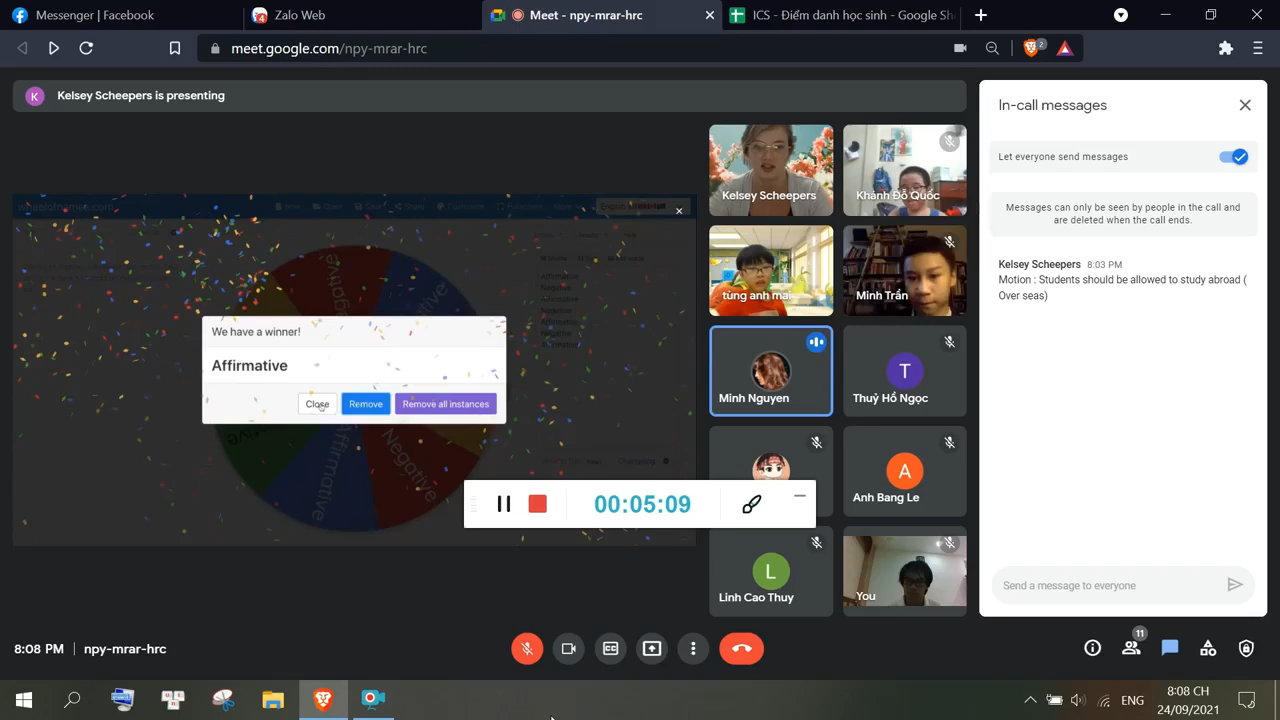 Messenger | Facebook
Zalo Web
Meet - npy-mrar-hrc
ICS - Điểm danh học sinh - Google Sh
meet.google.com/npy-mrar-hrc
2
K
Kelsey Scheepers is presenting
We have a winner!
Affirmative
Close
Remove
Remove all instances
Affirmative
Negative
Affirmative
Negative
Affirmative
Negative
Affirmative
Negative
Affirmative
00:05:09
Kelsey Scheepers
Khánh Đỗ Quốc
tùng anh mai
Minh Trần
Minh Nguyen
T
Thuỷ Hồ Ngọc
A
Anh Bang Le
L
Linh Cao Thuy
You
In-call messages
Let everyone send messages
Messages can only be seen by people in the call and
are deleted when the call ends.
Kelsey Scheepers 8:03 PM
Motion : Students should be allowed to study abroad (
Over seas)
Send a message to everyone
8:08 PM
npy-mrar-hrc
11
ENG
8:08 CH
24/09/2021